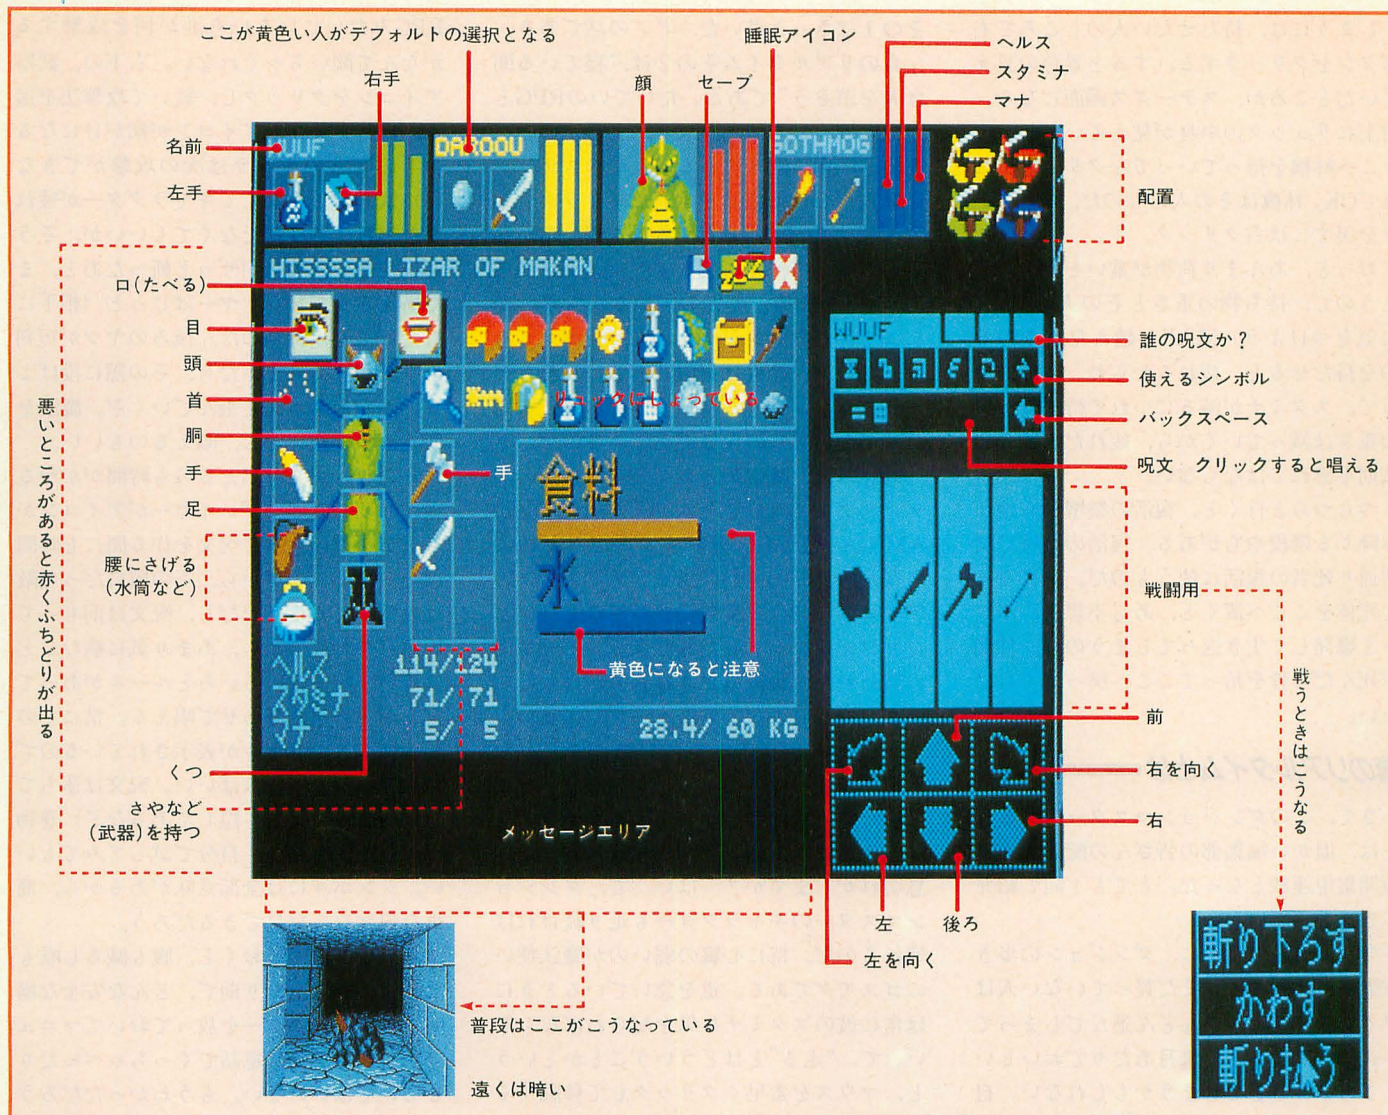 ここが黄色い人がデフォルトの選択となる
睡眠アイコン
ヘルス
右手
顔
セーブ
スタミナ
マナ
名前
左手
WUUF
DAROOU
GOTHMOG
配置
HISSSSA LIZAR OF MAKAN
口(たべる)
目
頭
首
胴
手
足
腰にさげる
(水筒など)
悪いところがあると赤くふちどりが出る
リュックにしょっている
手
食料
水
黄色になると注意
ヘルス 114/124
スタミナ 71/ 71
マナ 5/ 5
28.4/ 60 KG
くつ
さやなど
(武器)を持つ
メッセージエリア
WUUF
誰の呪文か?
使えるシンボル
バックスペース
呪文 クリックすると唱える
戦闘用
戦うときはこうなる
前
右を向く
右
左
後ろ
左を向く
普段はここがこうなっている
遠くは暗い
斬り下ろす
かわす
斬り払う